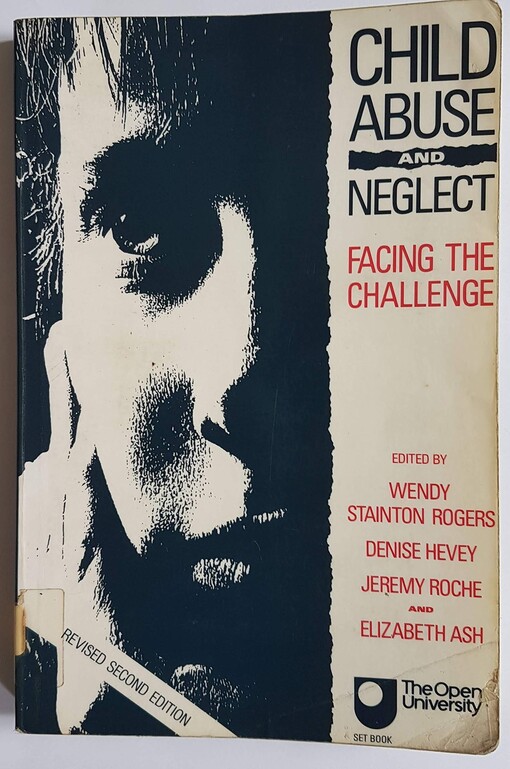 CHILD
ABUSE
AND
NEGLECT
FACING THE
CHALLENGE
EDITED BY
WENDY
STAINTON ROGERS
DENISE HEVEY
JEREMY ROCHE
AND
ELIZABETH ASH
REVISED SECOND EDITION
The Open
University
SET BOOK